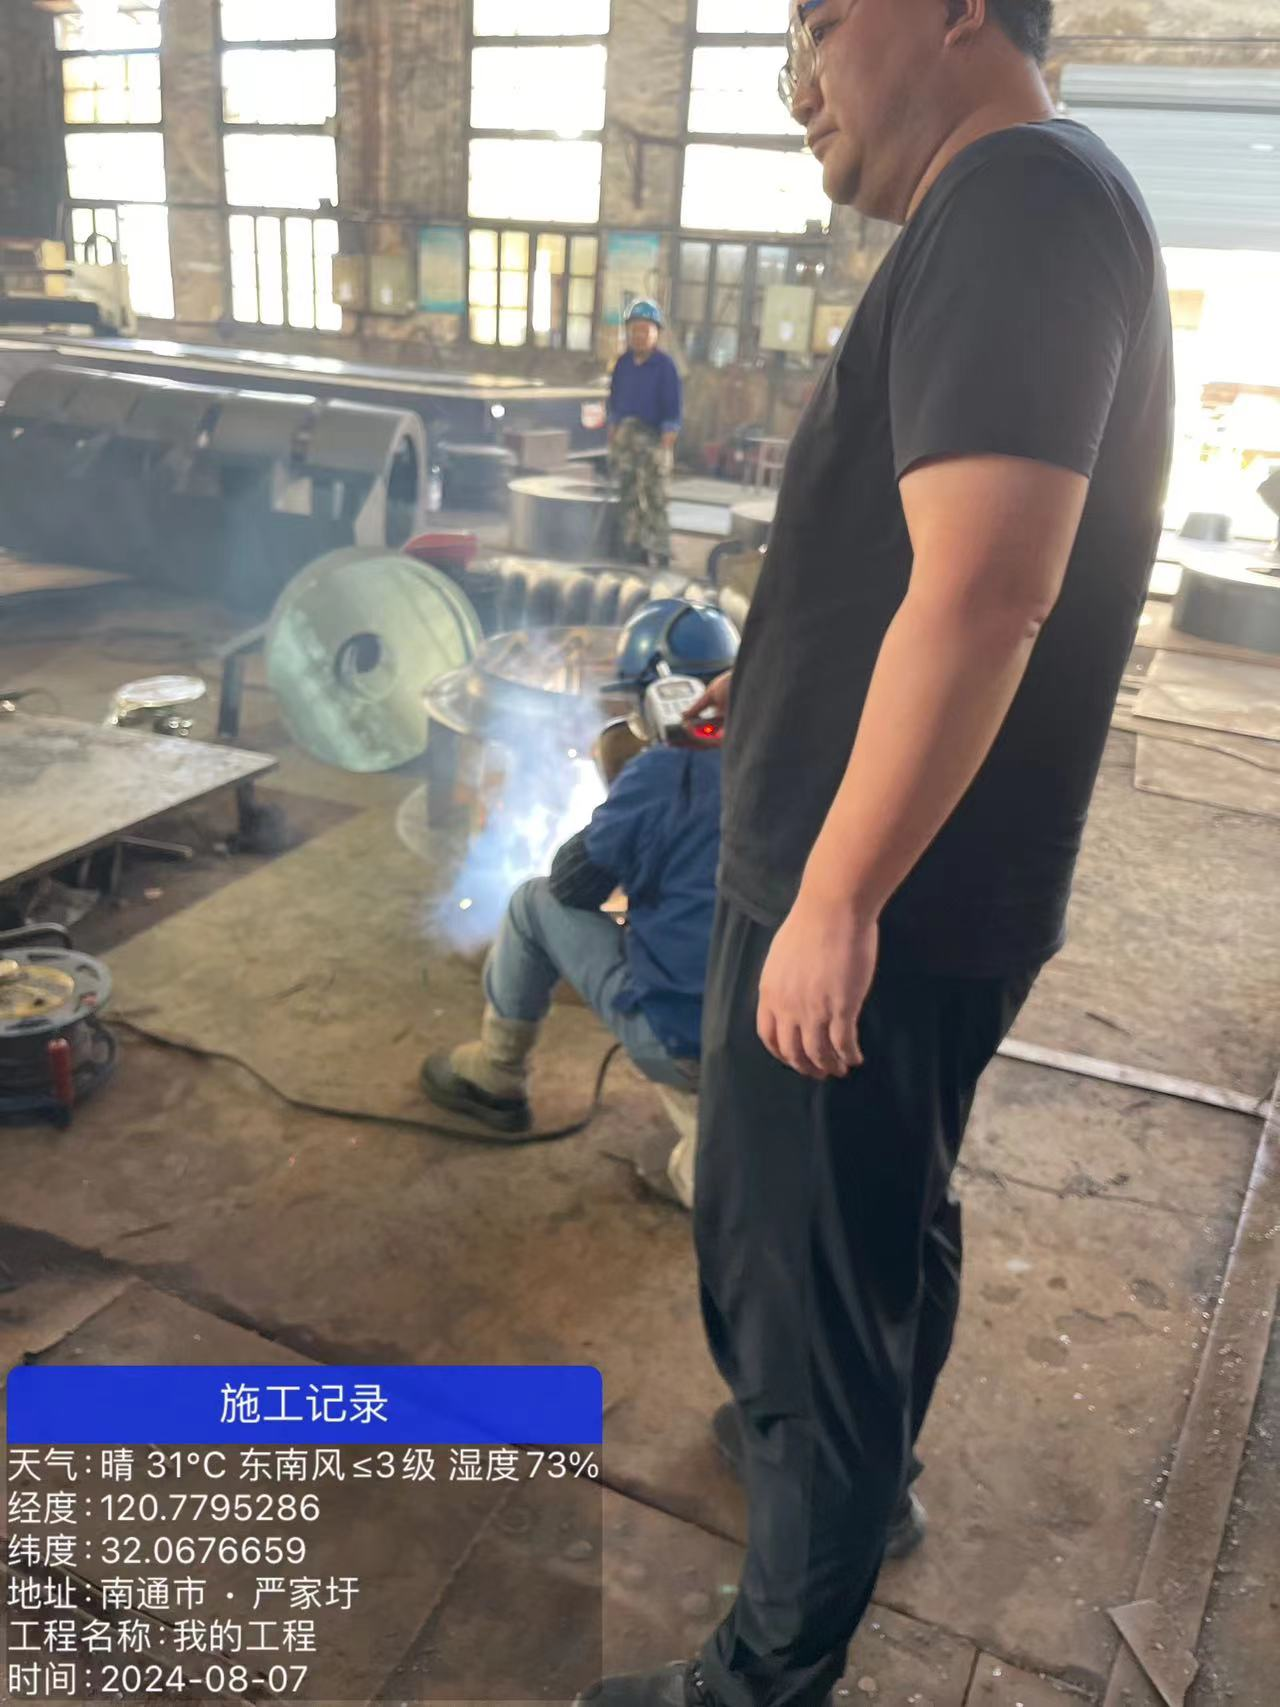 施工记录
天气:晴 31℃ 东南风≤3级 湿度73%
经度:120.7795286
纬度:32.0676659
地址:南通市·严家圩
工程名称:我的工程
时间:2024-08-07